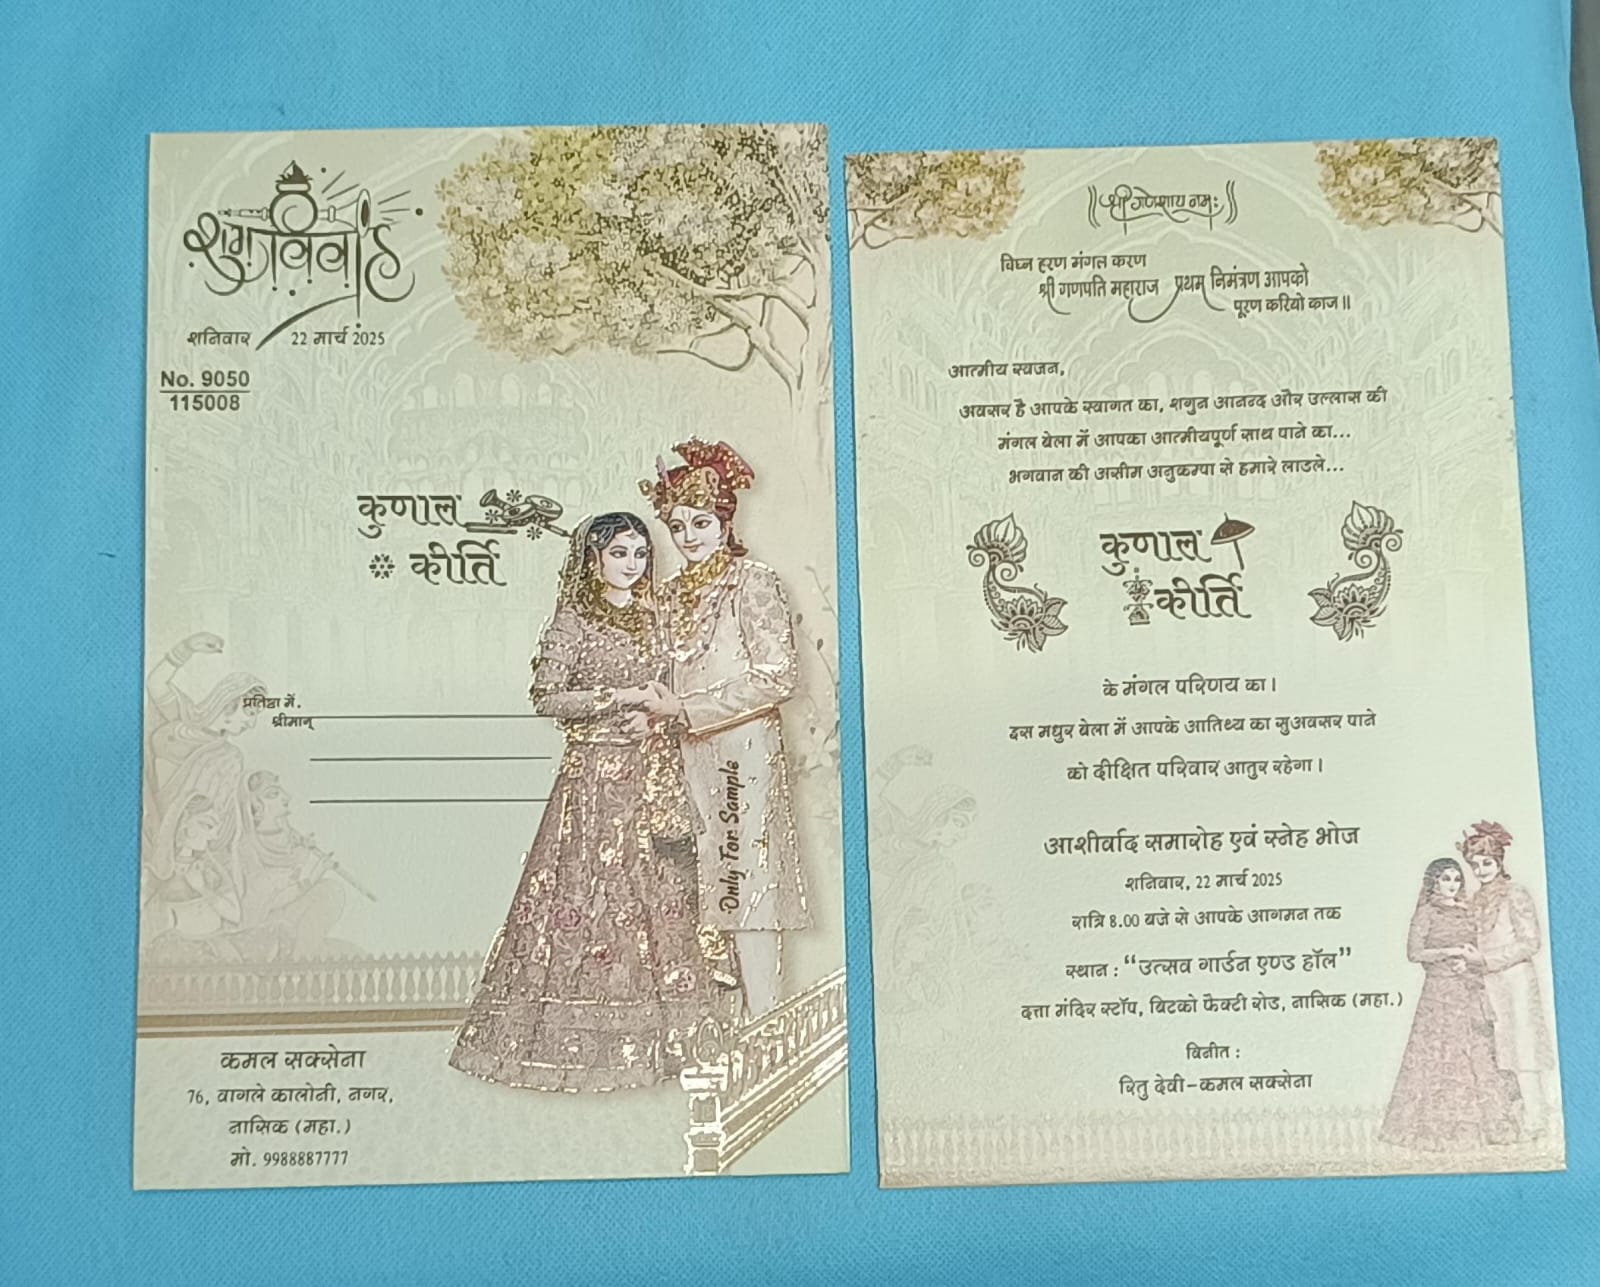 शुभ विवाह
शनिवार 22 मार्च 2025
No. 9050
115008
कुणाल
कीर्ति
प्रतिष्ठा में.
श्रीमान्
Only For Sample
कमल सक्सेना
76, वागले कालोनी, नगर,
नासिक (महा.)
मो. 9988887777
||श्री गणेशाय नमः||
विघ्न हरण मंगल करण
श्री गणपति महाराज प्रथम् निमंत्रण आपको
पूरण करियो काज॥
आत्मीय स्वजन,
अवसर है आपके स्वागत का, शगुन आनन्द और उल्लास की
मंगल बेला में आपका आत्मीयपूर्ण साथ पाने का...
भगवान की असीम अनुकम्पा से हमारे लाडले...
कुणाल
कीर्ति
के मंगल परिणय का।
इस मधुर बेला में आपके आतिथ्य का सुअवसर पाने
को दीक्षित परिवार आतुर रहेगा।
आशीर्वाद समारोह एवं स्नेह भोज
शनिवार, 22 मार्च 2025
रात्रि 8.00 बजे से आपके आगमन तक
स्थान : “उत्सव गार्डन एण्ड हॉल”
दत्ता मंदिर स्टॉप, बिटको फैक्टी रोड, नासिक (महा.)
विनीत :
रितु देवी-कमल सक्सेना